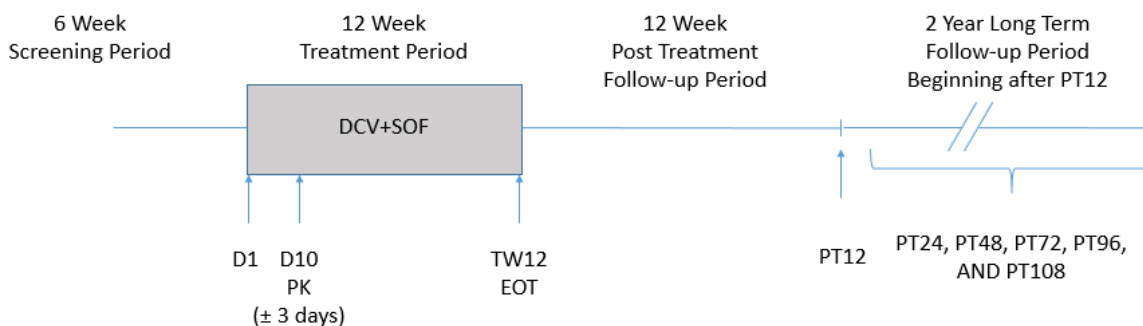 6 Week
Screening Period
12 Week
Treatment Period
12 Week
Post Treatment
Follow-up Period
2 Year Long Term
Follow-up Period
Beginning after PT12
DCV+SOF
D1
D10
PK
(± 3 days)
TW12
EOT
PT12
PT24, PT48, PT72, PT96,
AND PT108